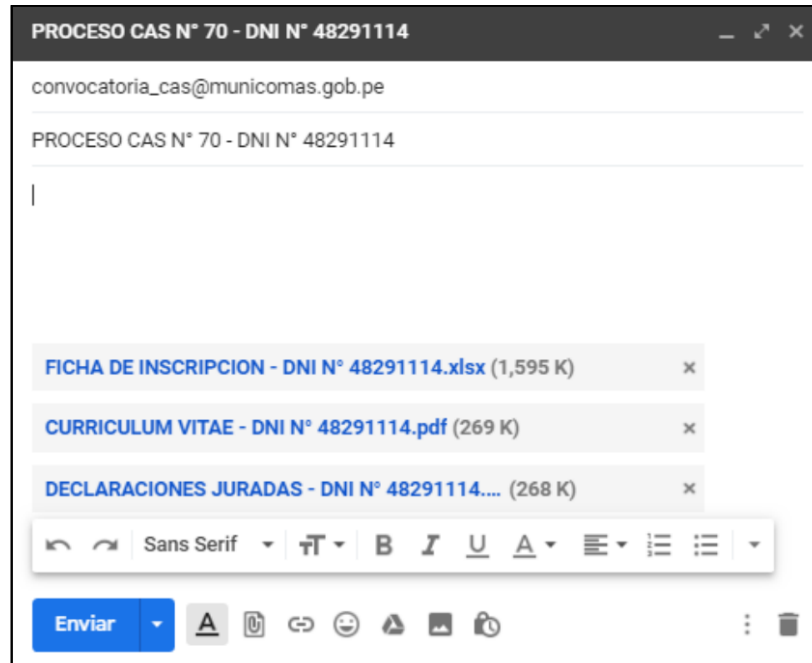 PROCESO CAS N° 70 - DNI N° 48291114
convocatoria_cas@municomas.gob.pe
PROCESO CAS N° 70 - DNI N° 48291114
FICHA DE INSCRIPCION - DNI N° 48291114.xlsx (1,595 K)
CURRICULUM VITAE - DNI N° 48291114.pdf (269 K)
DECLARACIONES JURADAS - DNI N° 48291114.... (268 K)
Sans Serif
Enviar